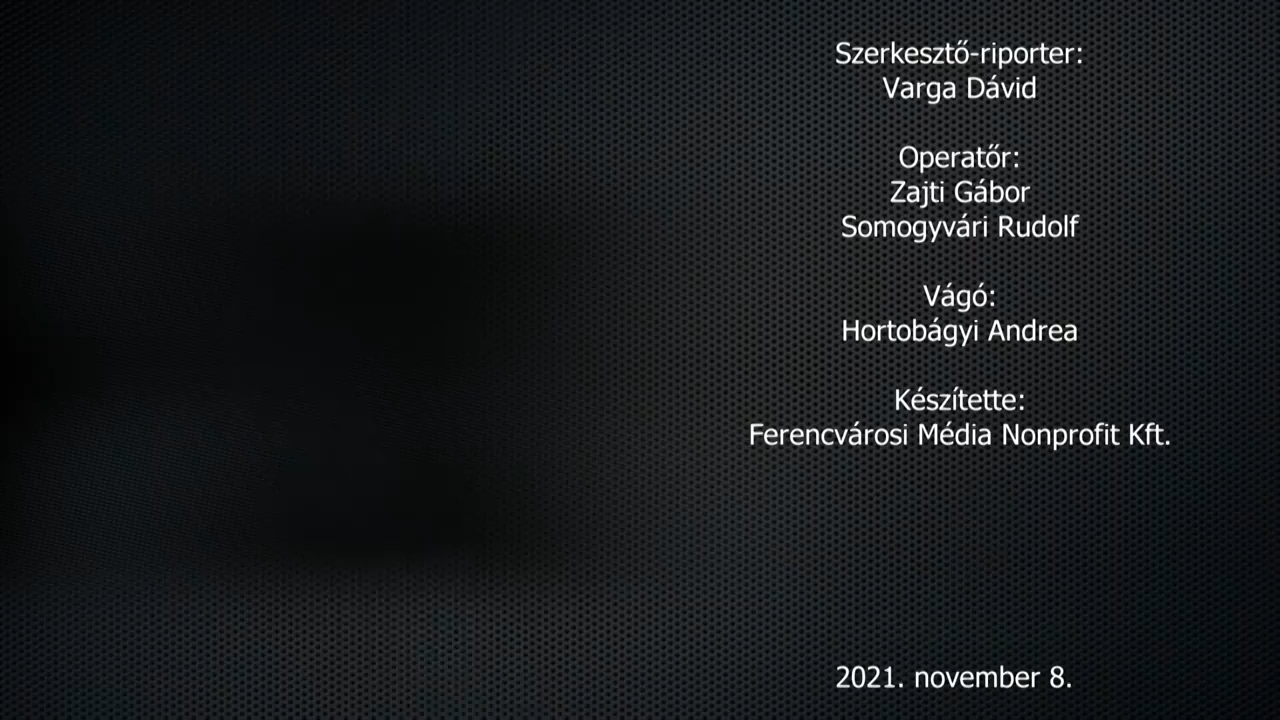 Szerkesztő-riporter:
Varga Dávid
Operatőr:
Zajti Gábor
Somogyvári Rudolf
Vágó:
Hortobágyi Andrea
Készítette:
Ferencvárosi Média Nonprofit Kft.
2021. november 8.